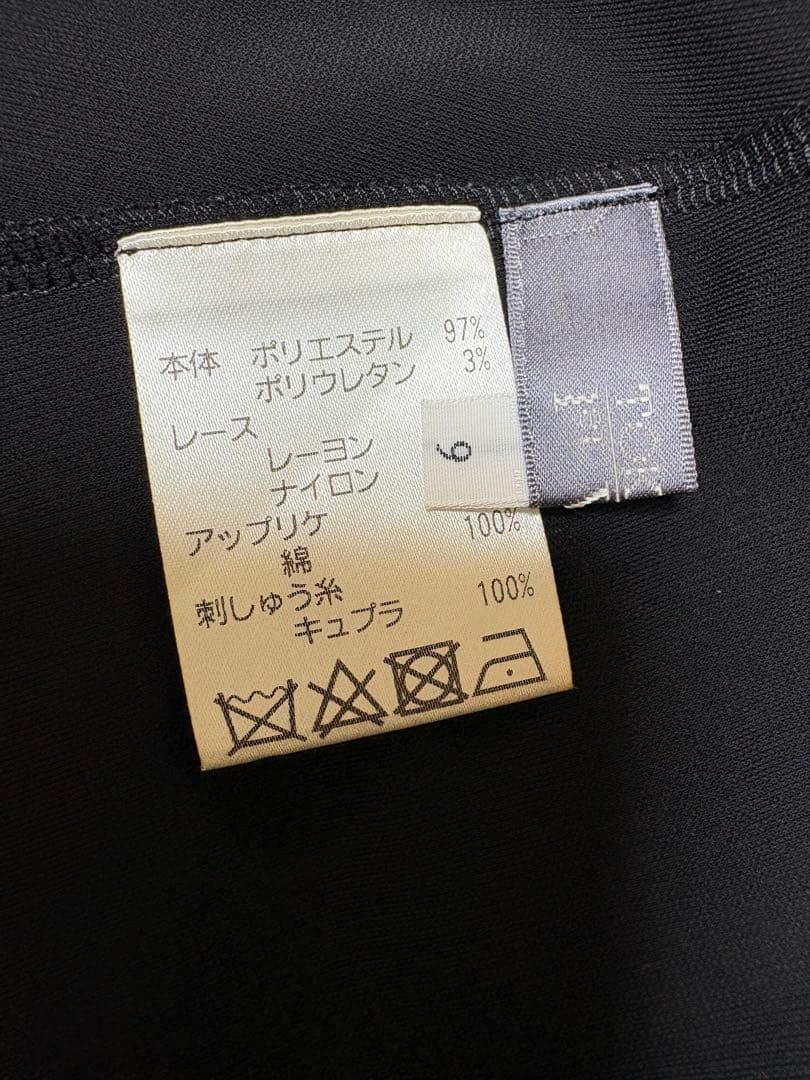 本体 ポリエステル 97%
ポリウレタン 3%
レース
レーヨン
ナイロン
アップリケ
綿 100%
刺しゅう糸
キュプラ 100%